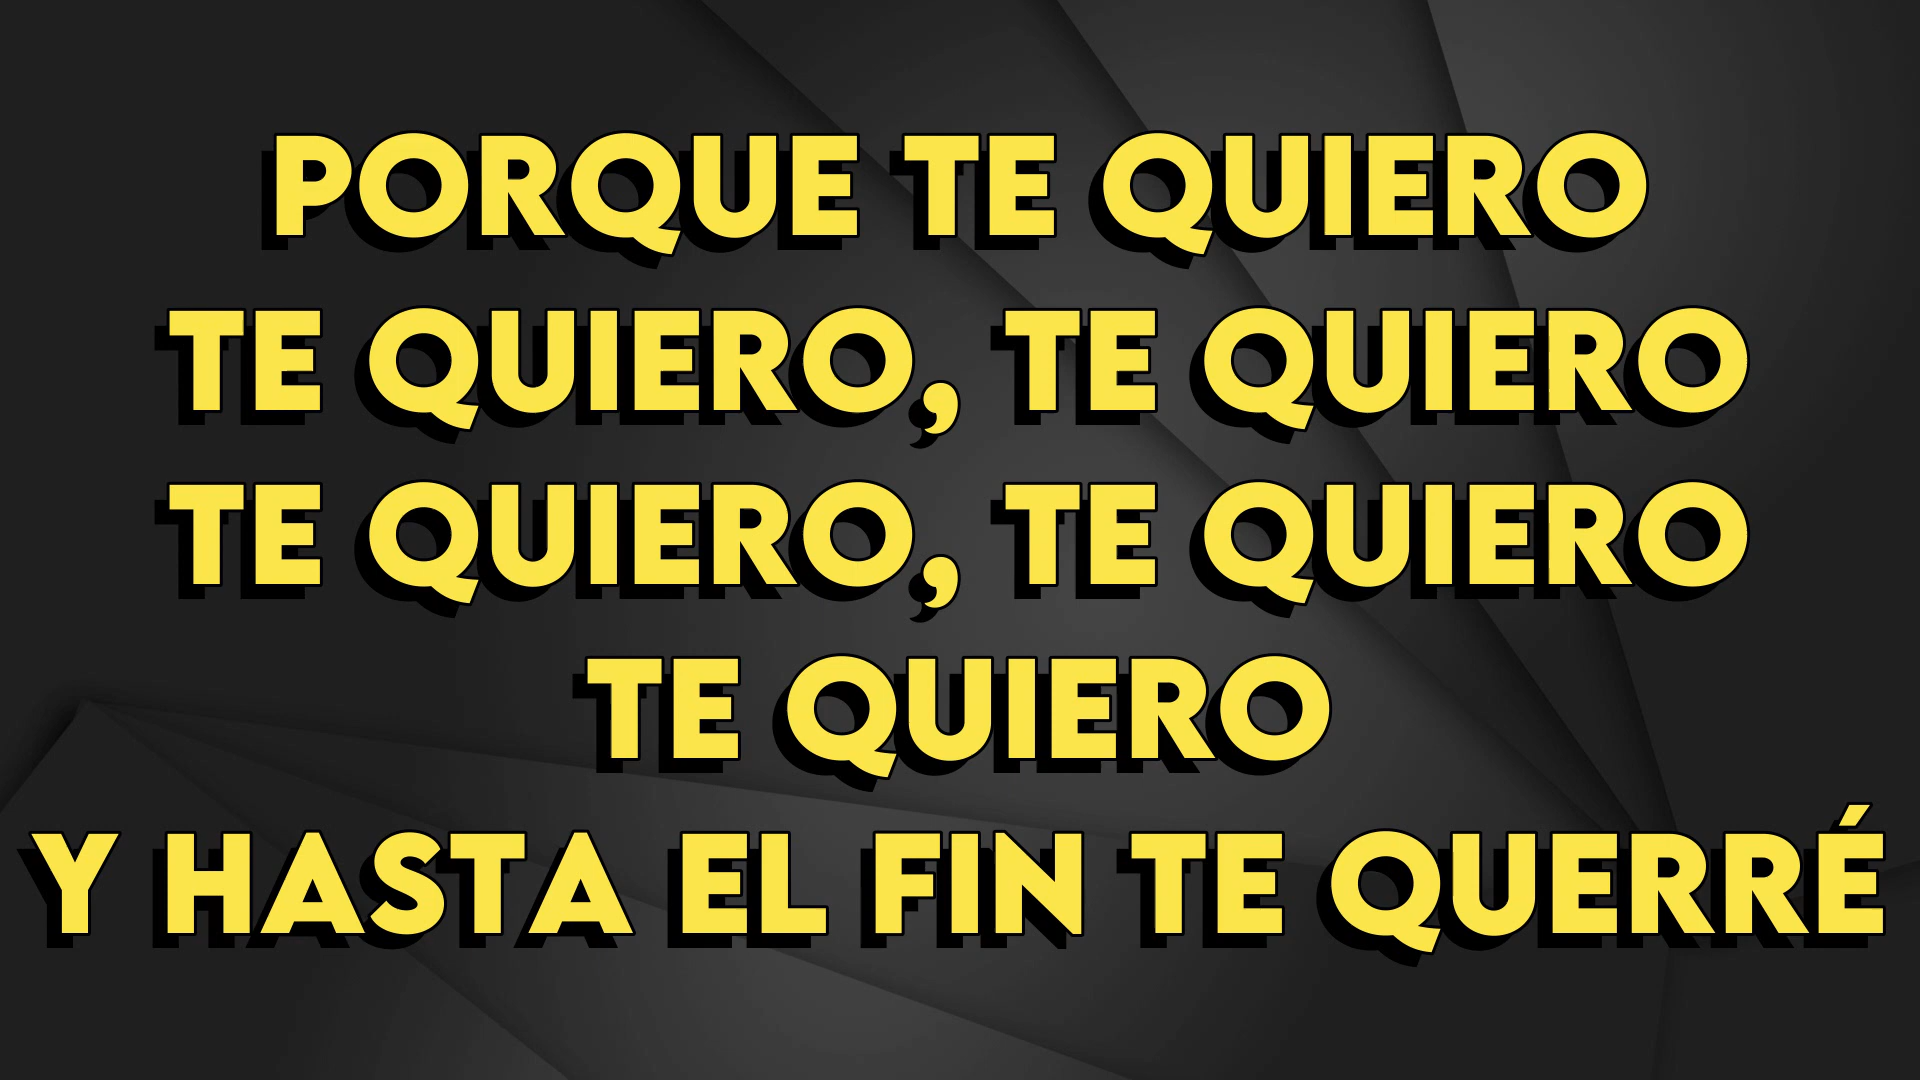 PORQUE TE QUIERO
TE QUIERO, TE QUIERO
TE QUIERO, TE QUIERO
TE QUIERO
Y HASTA EL FIN TE QUERRÉ